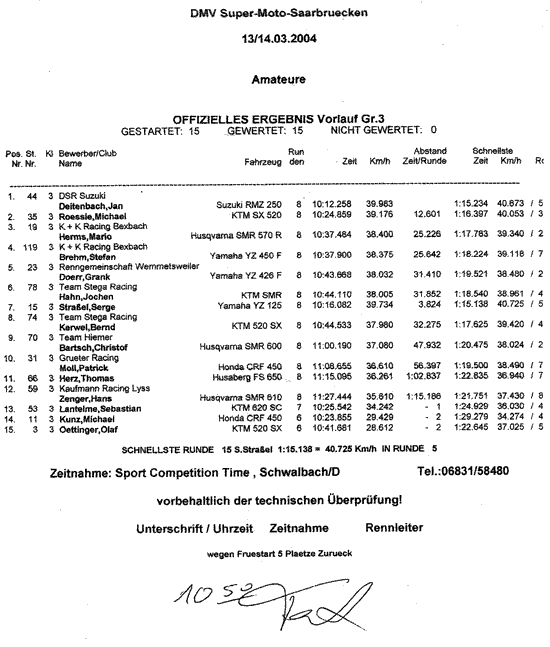 DMV Super-Moto-Saarbruecken
13/14.03.2004
Amateure
OFFIZIELLES ERGEBNIS Vorlauf Gr.3
GESTARTET: 15 GEWERTET: 15 NICHT GEWERTET: 0
Run Abstand Schnellste
Pos. St. Kl Bewerber/Club
Nr. Nr. Name Fahrzeug den Zeit Km/h Zeit/Runde Zeit Km/h Ro
1. 44 3 DSR Suzuki
Deitenbach,Jan Suzuki RMZ 250 8 10:12.258 39.983 1:15.234 40.673 / 5
2. 35 3 Roessle,Michael KTM SX 520 8 10:24.859 39.176 12.601 1:16.397 40.053 / 3
3. 19 3 K + K Racing Bexbach
Herms,Mario Husqvarna SMR 570 R 8 10:37.484 38.400 25.226 1:17.783 39.340 / 2
4. 119 3 K + K Racing Bexbach
Brehm,Stefan Yamaha YZ 450 F 8 10:37.900 38.375 25.642 1:18.224 39.118 / 7
5. 23 3 Renngemeinschaft Wemmetsweiler
Doerr,Grank Yamaha YZ 426 F 8 10:43.668 38.032 31.410 1:19.521 38.480 / 2
6. 78 3 Team Stega Racing
Hahn,Jochen KTM SMR 8 10:44.110 38.005 31.852 1:18.540 38.961 / 4
7. 15 3 Straßel,Serge Yamaha YZ 125 8 10:16.082 39.734 3.824 1:15.138 40.725 / 5
8. 74 3 Team Stega Racing
Kerwel,Bernd KTM 520 SX 8 10:44.533 37.980 32.275 1:17.625 39.420 / 4
9. 70 3 Team Hiemer
Bartsch,Christof Husqvarna SMR 600 8 11:00.190 37.080 47.932 1:20.475 38.024 / 2
10. 31 3 Grueter Racing
Moll,Patrick Honda CRF 450 8 11:08.655 36.610 56.397 1:19.500 38.490 / 7
11. 66 3 Herz,Thomas Husaberg FS 650 8 11:15.095 36.261 1:02.837 1:22.835 36.940 / 7
12. 59 3 Kaufmann Racing Lyss
Zenger,Hans Husqvarna SMR 610 8 11:27.444 35.610 1:15.186 1:21.751 37.430 / 8
13. 53 3 Lantelme,Sebastian KTM 620 SC 7 10:25.542 34.242 - 1 1:24.929 36.030 / 4
14. 11 3 Kunz,Michael Honda CRF 450 6 10:23.855 29.429 - 2 1:29.279 34.274 / 4
15. 3 3 Oettinger,Olaf KTM 520 SX 6 10:41.681 28.612 - 2 1:22.645 37.025 / 5
SCHNELLSTE RUNDE 15 S.Straßel 1:15.138 = 40.725 Km/h IN RUNDE 5
Zeitnahme: Sport Competition Time , Schwalbach/D Tel.:06831/58480
vorbehaltlich der technischen Überprüfung!
Unterschrift / Uhrzeit Zeitnahme Rennleiter
wegen Fruestart 5 Plaetze Zurueck
10 50